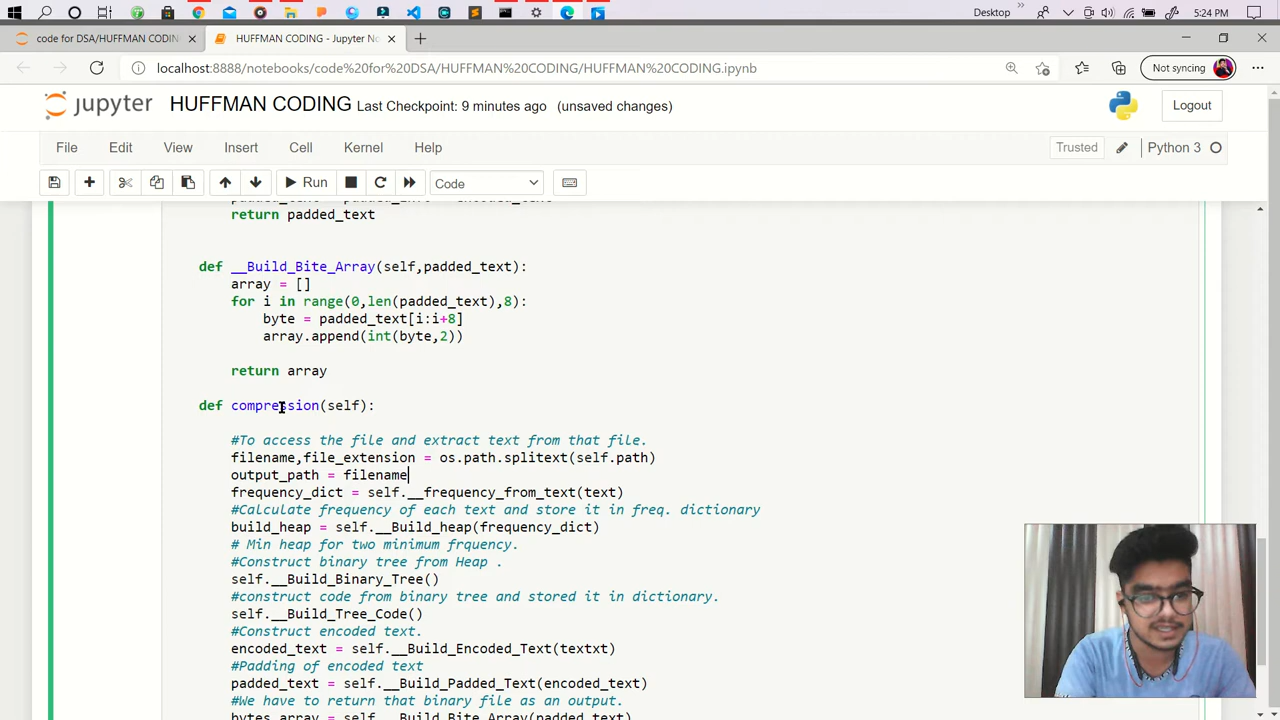 Desktop
5:24 PM
code for DSA/HUFFMAN CODIN
HUFFMAN CODING - Jupyter No
localhost:8888/notebooks/code%20for%20DSA/HUFFMAN%20CODING/HUFFMAN%20CODING.ipynb
Not syncing
jupyter HUFFMAN CODING Last Checkpoint: 9 minutes ago (unsaved changes)
Logout
File Edit View Insert Cell Kernel Help
Trusted
Python 3
Run
Code
return padded_text
def __Build_Bite_Array(self,padded_text):
array = []
for i in range(0,len(padded_text),8):
byte = padded_text[i:i+8]
array.append(int(byte,2))
return array
def compression(self):
#To access the file and extract text from that file.
filename,file_extension = os.path.splitext(self.path)
output_path = filename
frequency_dict = self.__frequency_from_text(text)
#Calculate frequency of each text and store it in freq. dictionary
build_heap = self.__Build_heap(frequency_dict)
# Min heap for two minimum frquency.
#Construct binary tree from Heap .
self.__Build_Binary_Tree()
#construct code from binary tree and stored it in dictionary.
self.__Build_Tree_Code()
#Construct encoded text.
encoded_text = self.__Build_Encoded_Text(textxt)
#Padding of encoded text
padded_text = self.__Build_Padded_Text(encoded_text)
#We have to return that binary file as an output.
bytes_array = self.__Build_Bite_Array(padded_text)